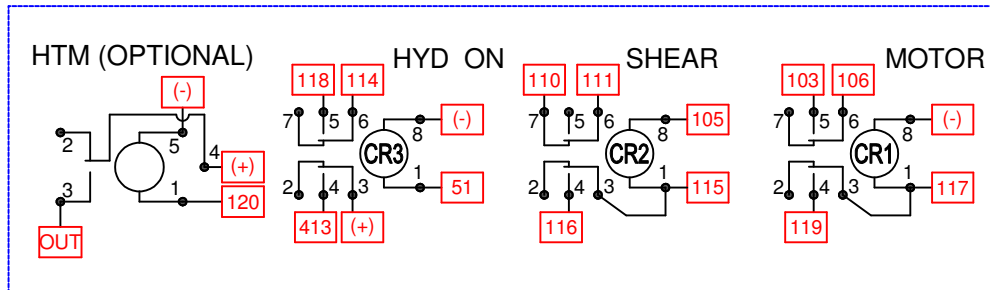 HTM (OPTIONAL) HYD ON SHEAR MOTOR
(-) 118 114 110 111 103 106
2 5 4 7 5 6 8 (-) 7 5 6 8 105 7 5 6 8 (-)
(+) CR3 CR2 CR1
3 1 120 2 4 3 1 51 2 4 3 1 115 2 4 3 1 117
OUT 413 (+) 116 119